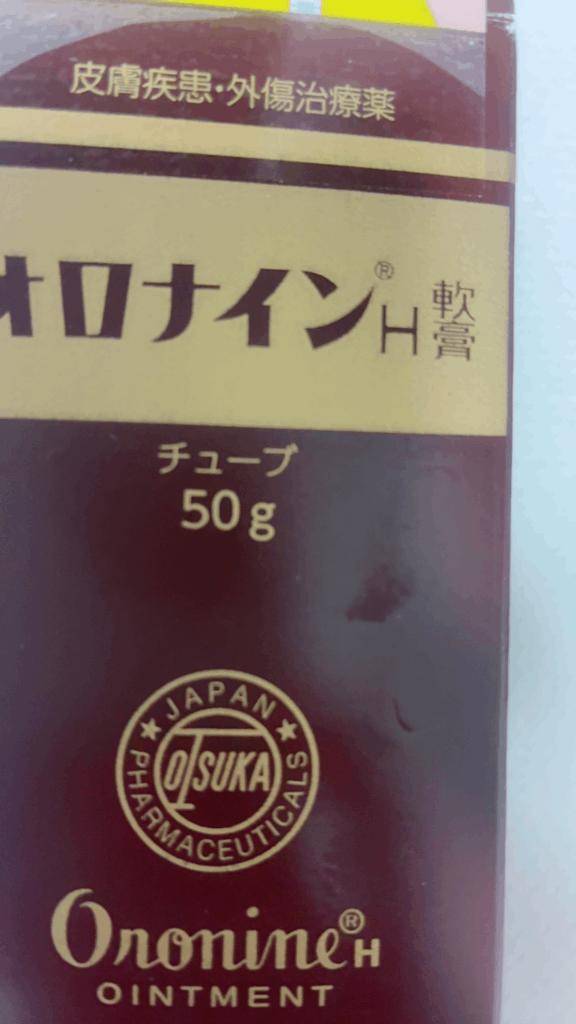 皮膚疾患・外傷治療薬
オロナイン®H軟膏
チューブ
50g
JAPAN
OTSUKA
PHARMACEUTICALS
Oronine®H
OINTMENT